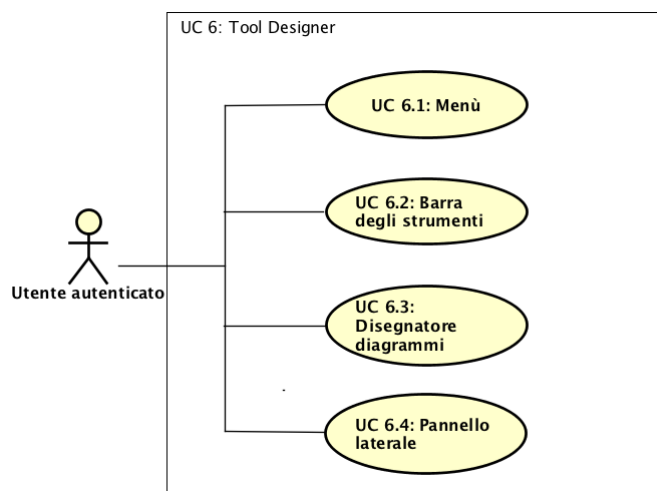 UC 6: Tool Designer
UC 6.1: Menù
UC 6.2: Barra
degli strumenti
Utente autenticato
UC 6.3:
Disegnatore
diagrammi
UC 6.4: Pannello
laterale